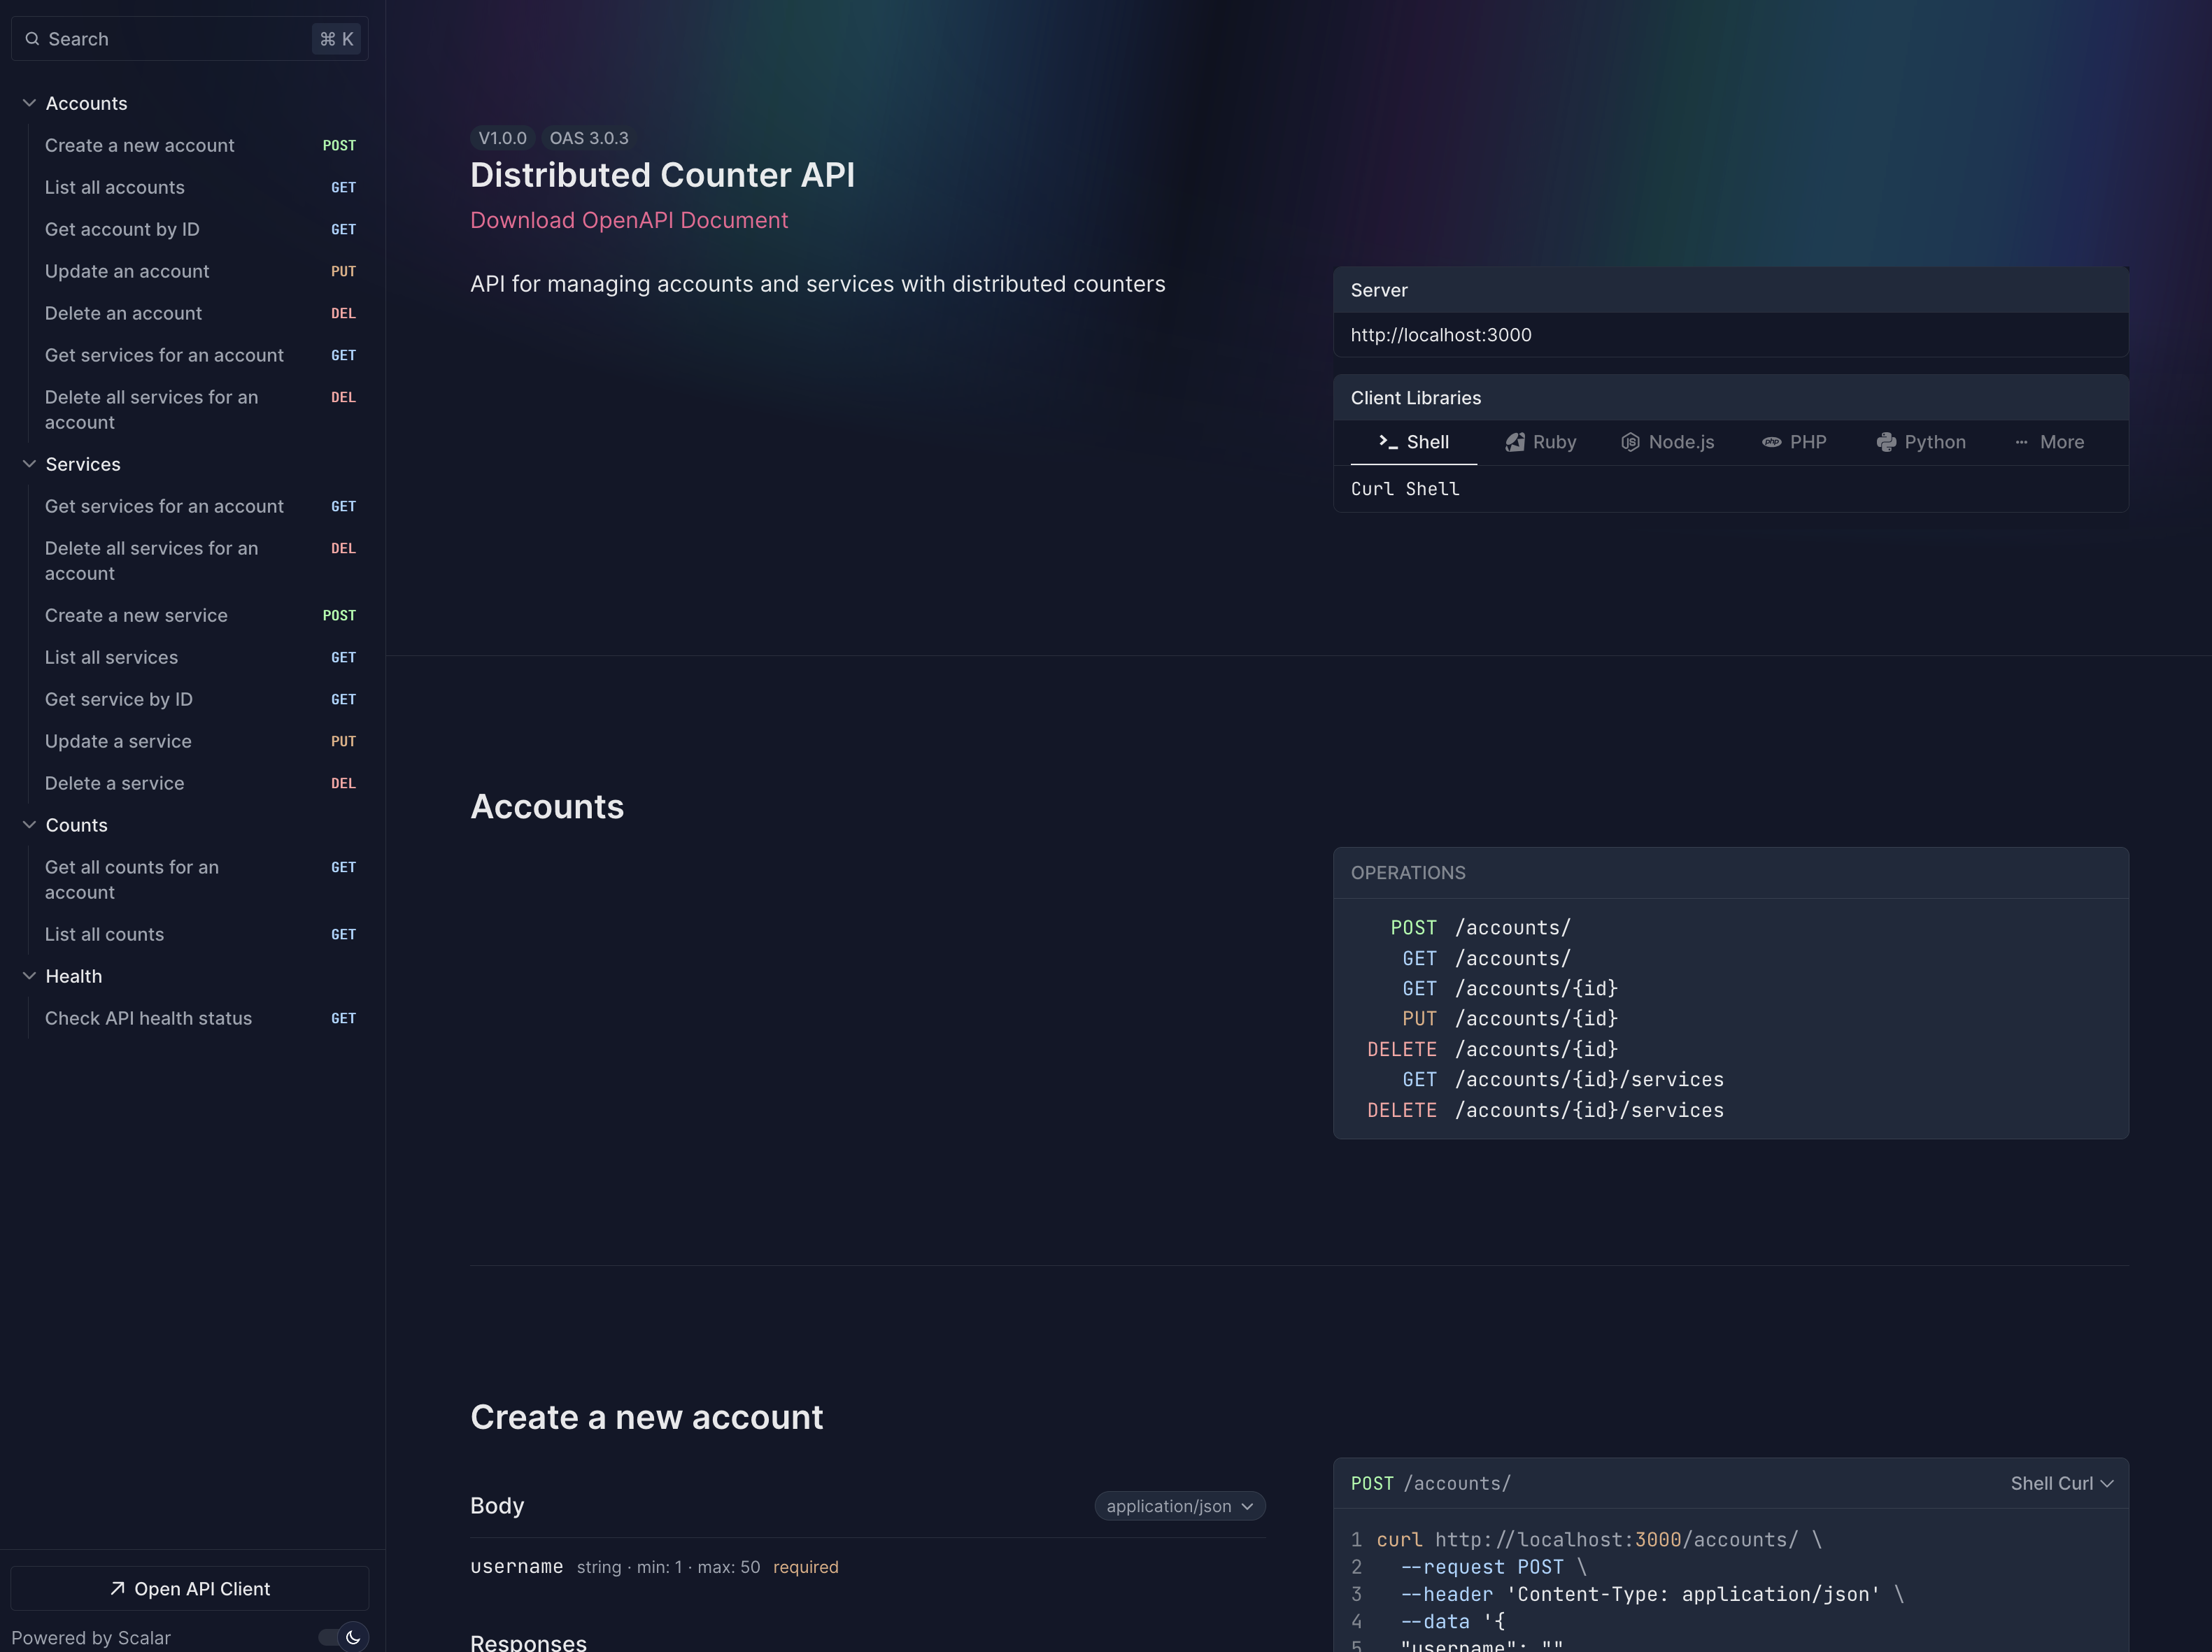 Search ⌘ K
Accounts
Create a new account POST
List all accounts GET
Get account by ID GET
Update an account PUT
Delete an account DEL
Get services for an account GET
Delete all services for an DEL
account
Services
Get services for an account GET
Delete all services for an DEL
account
Create a new service POST
List all services GET
Get service by ID GET
Update a service PUT
Delete a service DEL
Counts
Get all counts for an GET
account
List all counts GET
Health
Check API health status GET
Open API Client
Powered by Scalar
V1.0.0 OAS 3.0.3
Distributed Counter API
Download OpenAPI Document
API for managing accounts and services with distributed counters
Server
http://localhost:3000
Client Libraries
Shell Ruby Node.js PHP Python More
Curl Shell
Accounts
OPERATIONS
POST /accounts/
GET /accounts/
GET /accounts/{id}
PUT /accounts/{id}
DELETE /accounts/{id}
GET /accounts/{id}/services
DELETE /accounts/{id}/services
Create a new account
Body application/json
username string · min: 1 · max: 50 required
Responses
POST /accounts/ Shell Curl
1 curl http://localhost:3000/accounts/ \
2 --request POST \
3 --header 'Content-Type: application/json' \
4 --data '{
5 "username": ""